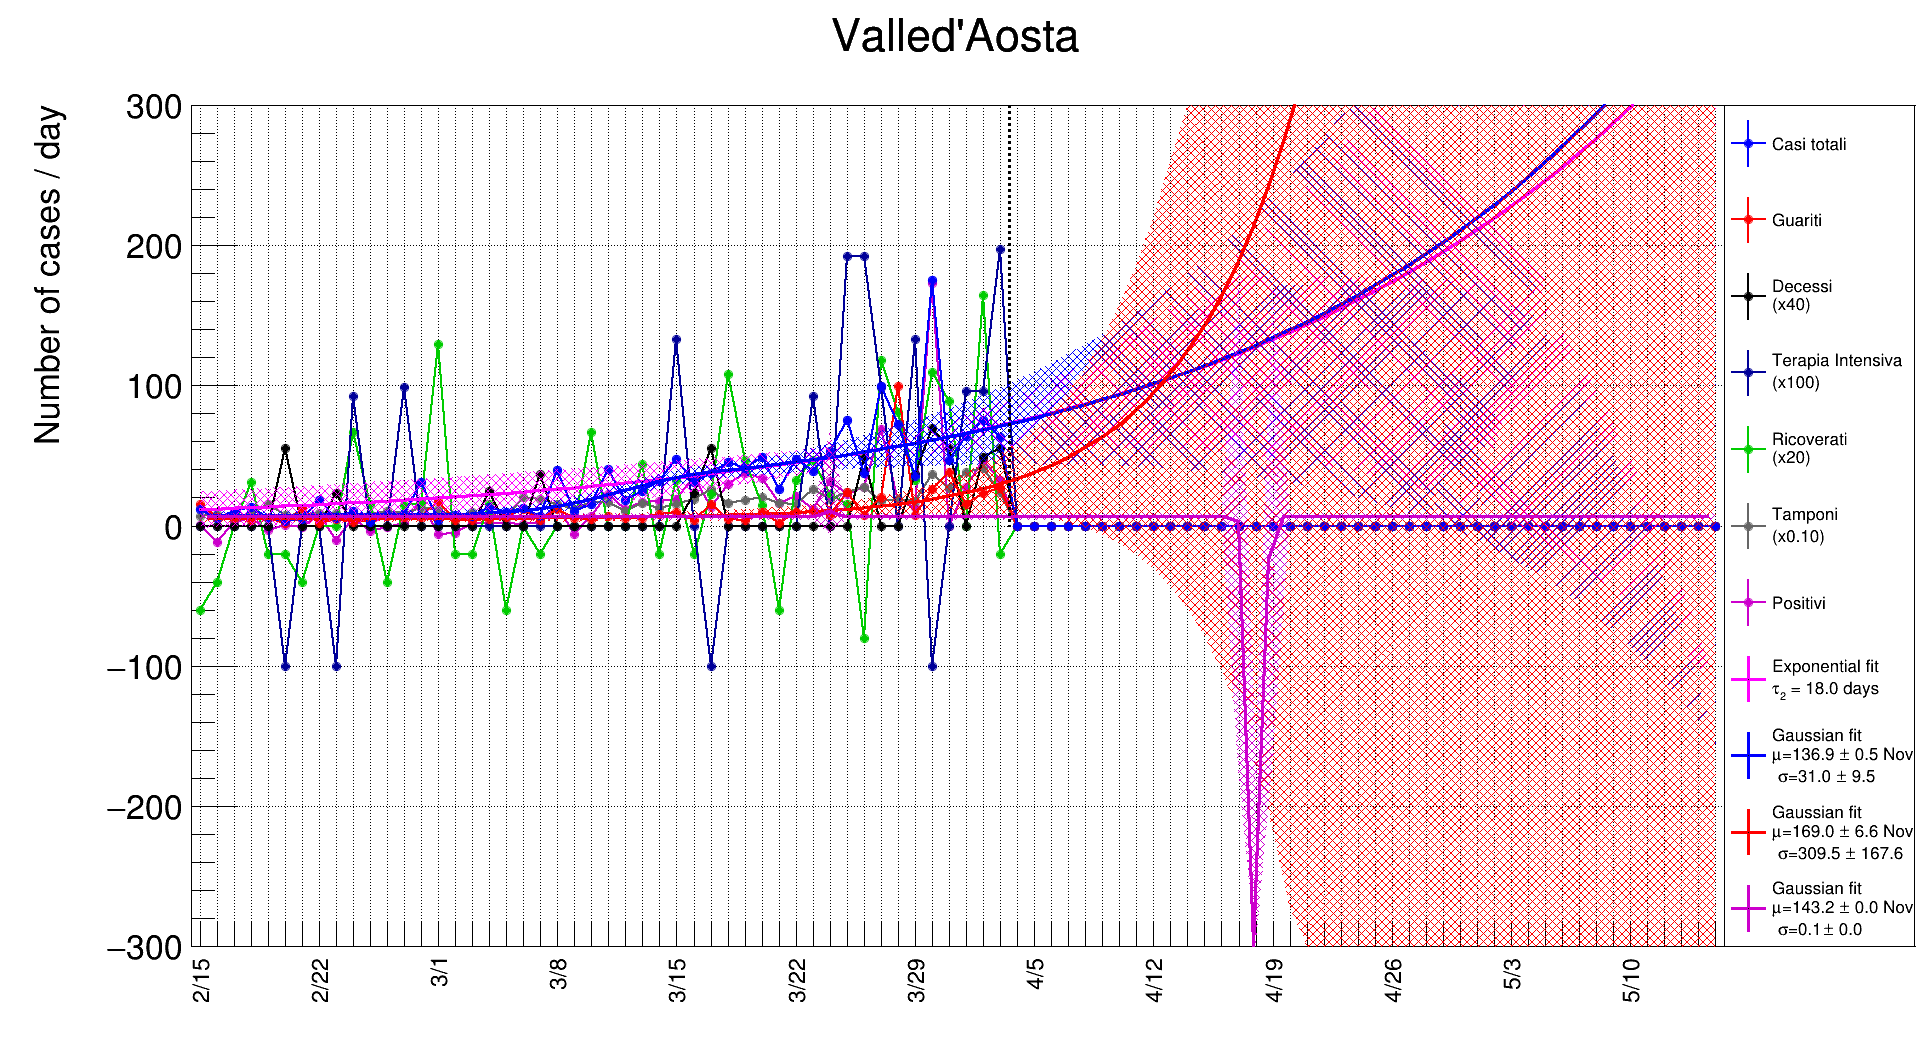 Valled'Aosta
Number of cases / day
300
200
100
0
−100
−200
−300
2/15
2/22
3/1
3/8
3/15
3/22
3/29
4/5
4/12
4/19
4/26
5/3
5/10
Casi totali
Guariti
Decessi
(x40)
Terapia Intensiva
(x100)
Ricoverati
(x20)
Tamponi
(x0.10)
Positivi
Exponential fit
τ2 = 18.0 days
Gaussian fit
μ=136.9 ± 0.5 Nov
σ=31.0 ± 9.5
Gaussian fit
μ=169.0 ± 6.6 Nov
σ=309.5 ± 167.6
Gaussian fit
μ=143.2 ± 0.0 Nov
σ=0.1 ± 0.0